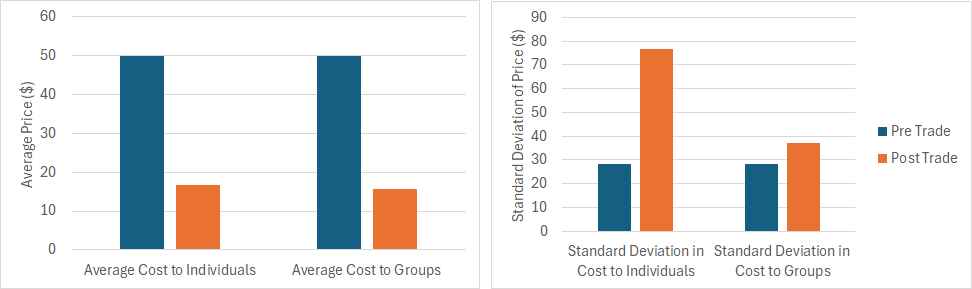 60
50
40
30
20
10
0
Average Price ($)
Average Cost to Individuals
Average Cost to Groups
90
80
70
60
50
40
30
20
10
0
Standard Deviation of Price ($)
Standard Deviation in
Cost to Individuals
Standard Deviation in
Cost to Groups
Pre Trade
Post Trade